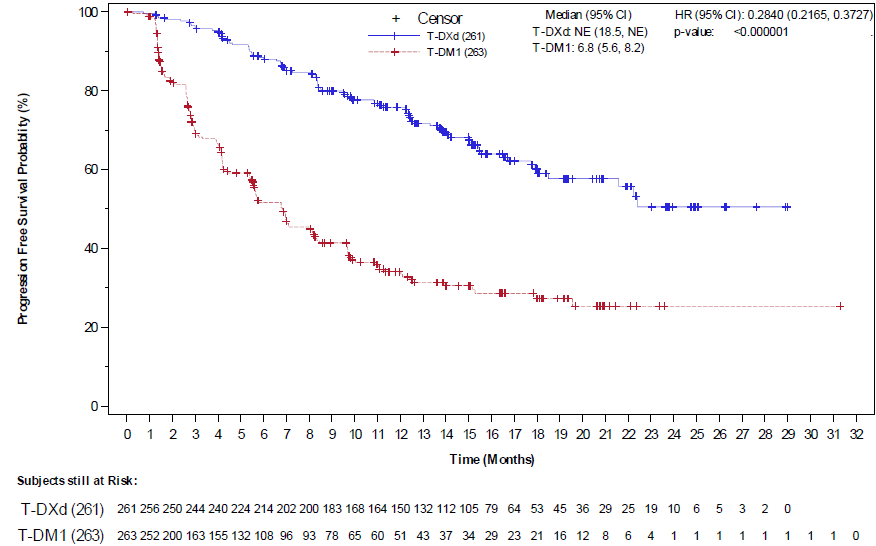 Censor
T-DXd (261)
T-DM1 (263)
Median (95% CI)
T-DXd: NE (18.5, NE)
T-DM1: 6.8 (5.6, 8.2)
HR (95% CI): 0.2840 (0.2165, 0.3727)
p-value: <0.000001
Progression Free Survival Probability (%)
100
80
60
40
20
0
0 1 2 3 4 5 6 7 8 9 10 11 12 13 14 15 16 17 18 19 20 21 22 23 24 25 26 27 28 29 30 31 32
Time (Months)
Subjects still at Risk:
T-DXd (261) 261 256 250 244 240 224 214 202 200 183 168 164 150 132 112 105 79 64 53 45 36 29 25 19 10 6 5 3 2 0
T-DM1 (263) 263 252 200 163 155 132 108 96 93 78 65 60 51 43 37 34 29 23 21 16 12 8 6 4 1 1 1 1 1 1 1 1 0